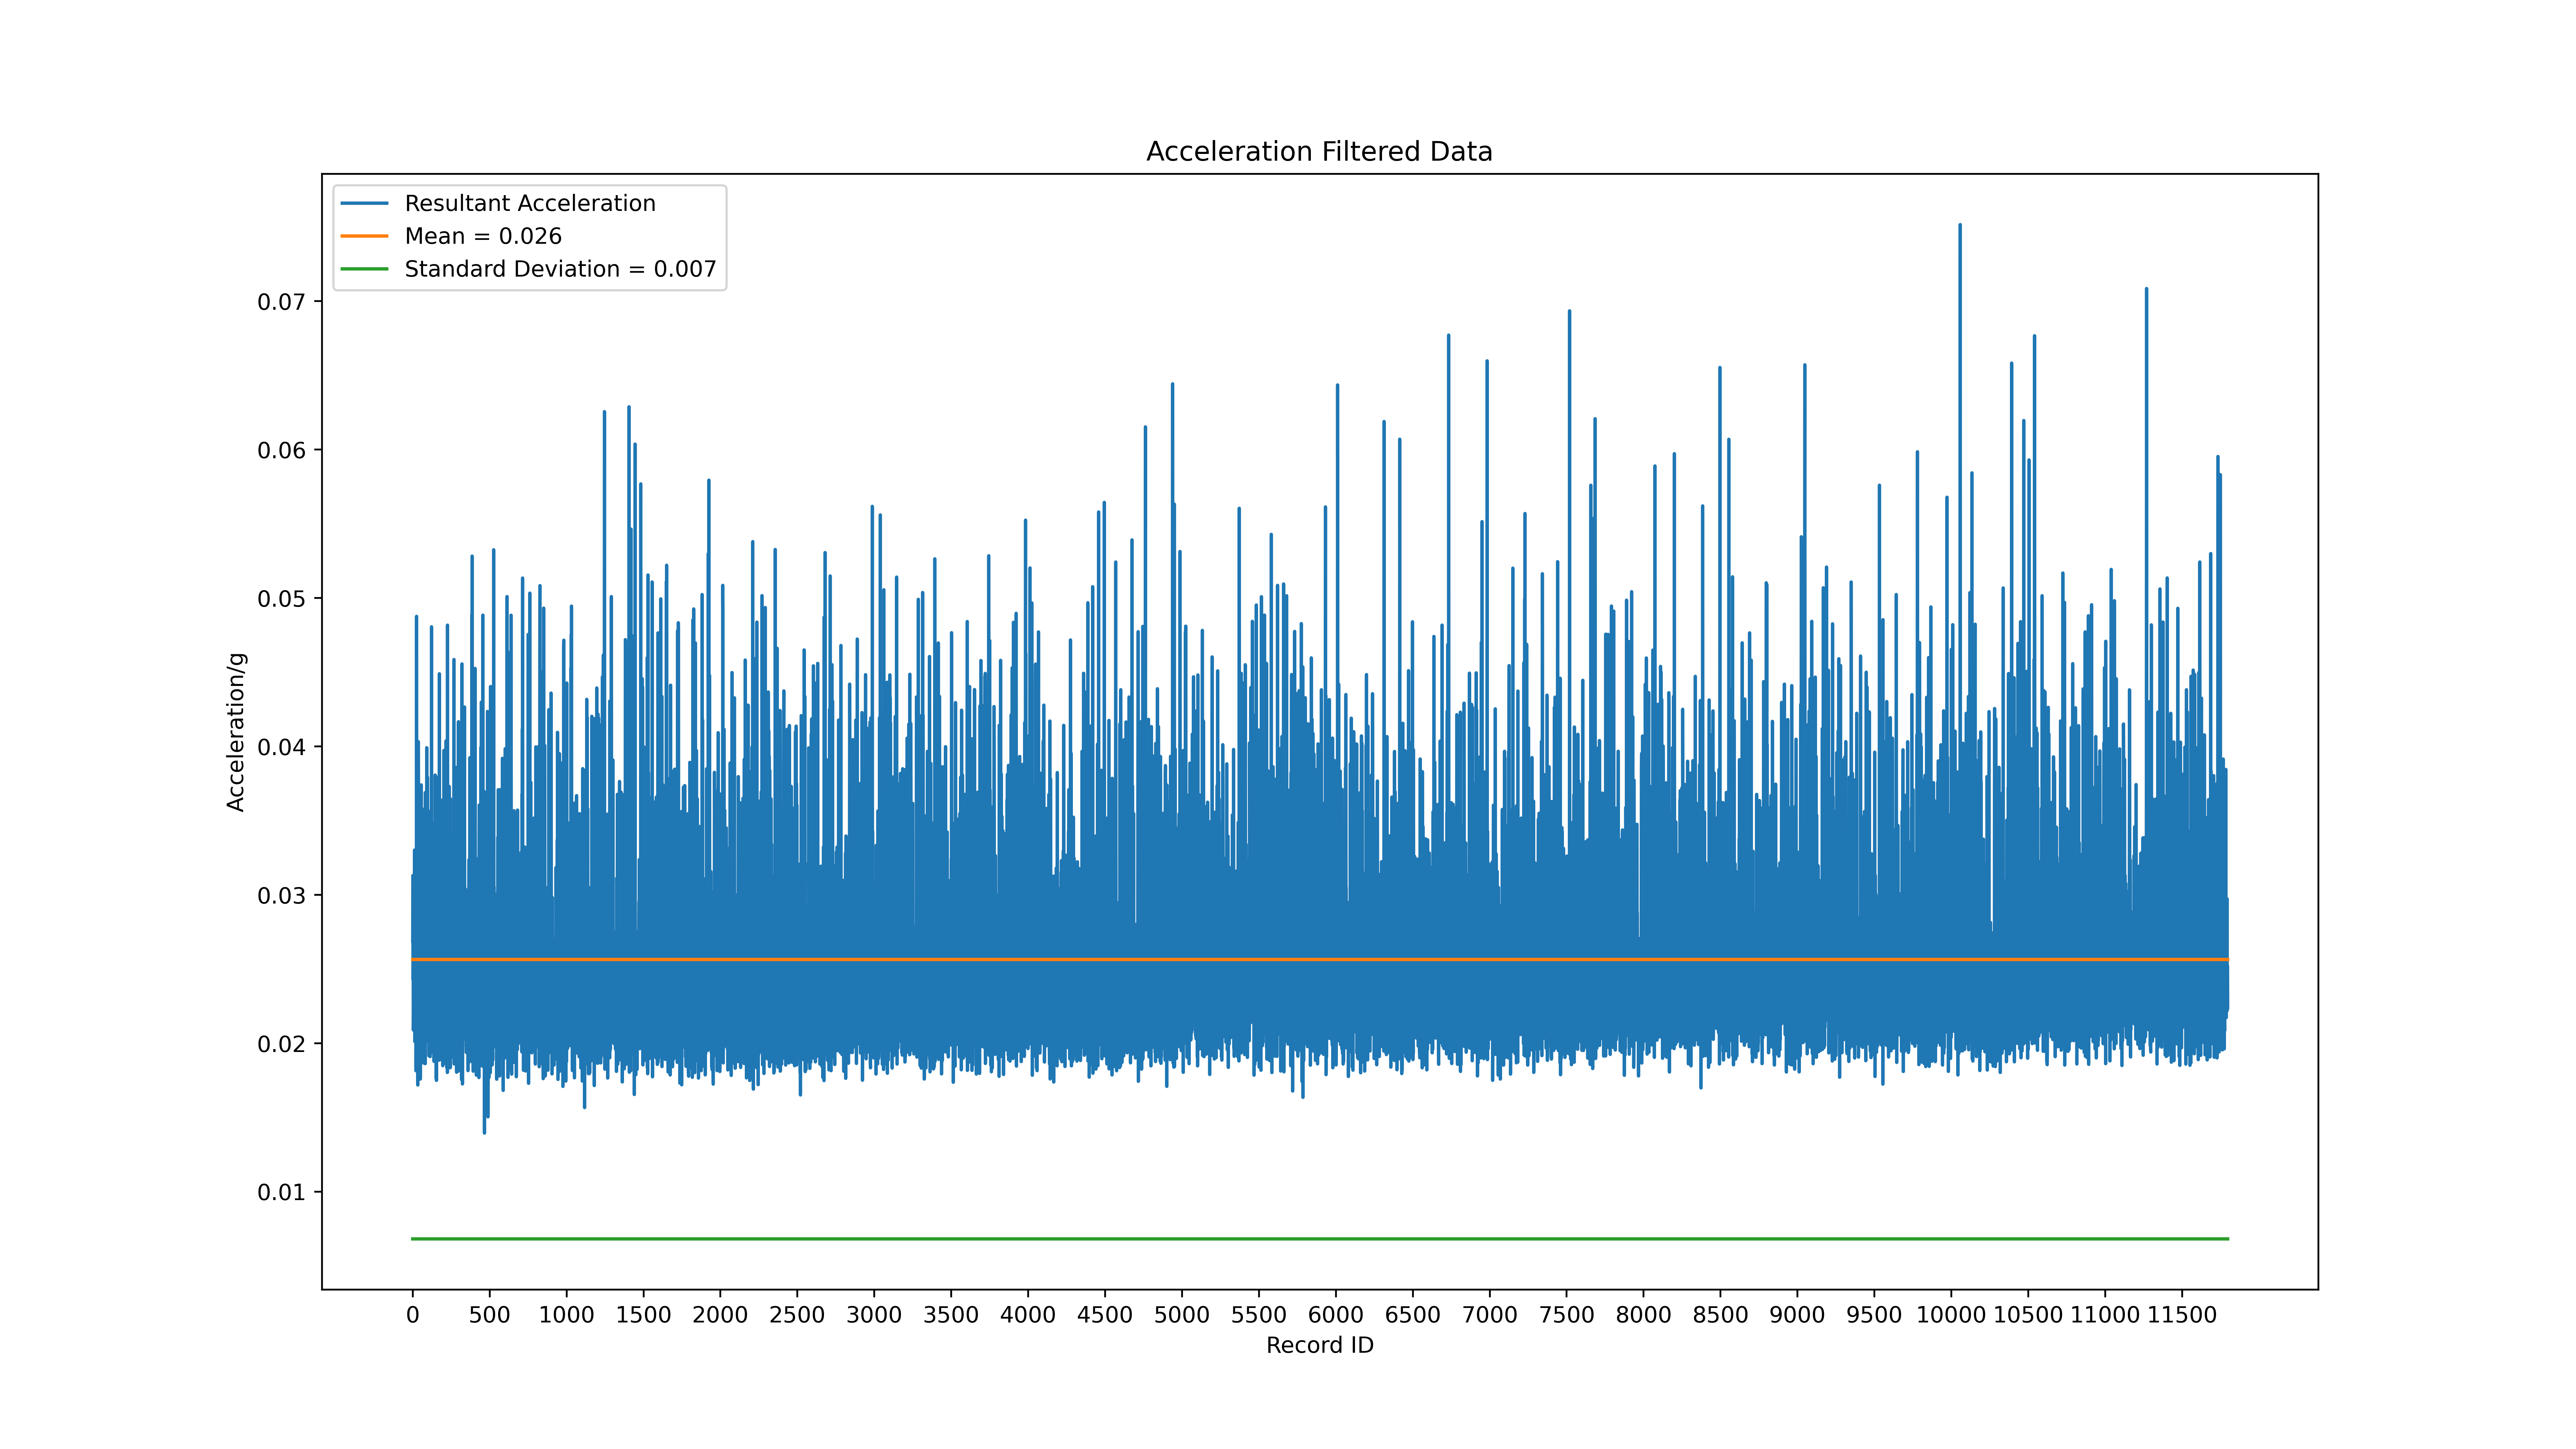 Acceleration Filtered Data
Resultant Acceleration
Mean = 0.026
Standard Deviation = 0.007
0.07
0.06
0.05
0.04
0.03
0.02
0.01
Acceleration/g
0 500 1000 1500 2000 2500 3000 3500 4000 4500 5000 5500 6000 6500 7000 7500 8000 8500 9000 9500 10000 10500 11000 11500
Record ID